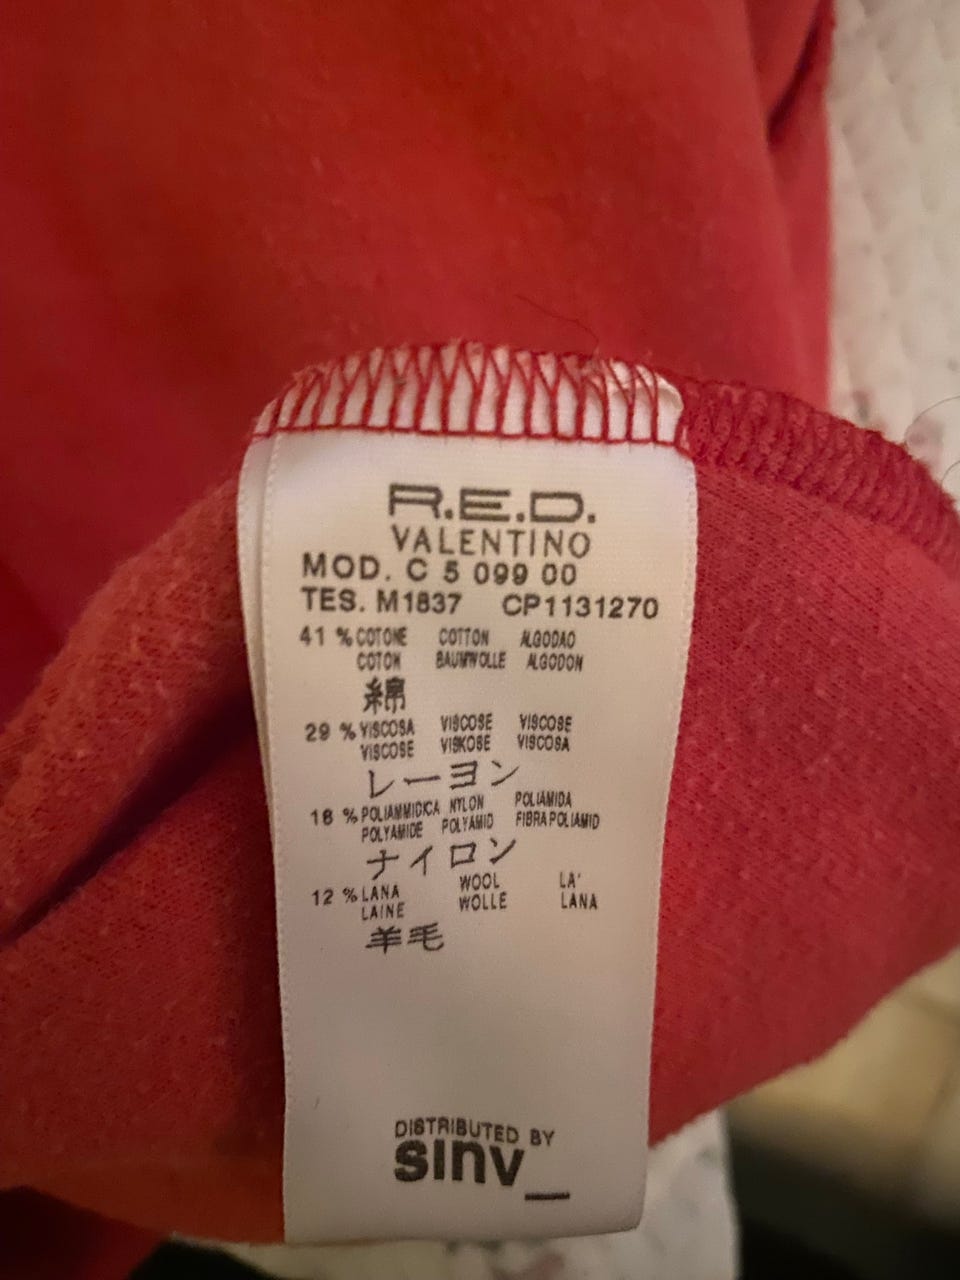 R.E.D.
VALENTINO
MOD. C 5 099 00
TES. M1837 CP1131270
41 % COTONE COTTON ALGODAO
COTON BAUMWOLLE ALGODON
綿
29 % VISCOSA VISCOSE VISCOSE
VISCOSE VISKOSE VISCOSA
レーヨン
18 % POLIAMMIDICA NYLON POLIAMIDA
POLYAMIDE POLYAMID FIBRA POLIAMID
ナイロン
12 % LANA WOOL LA'
LAINE WOLLE LANA
羊毛
DISTRIBUTED BY
sinv_